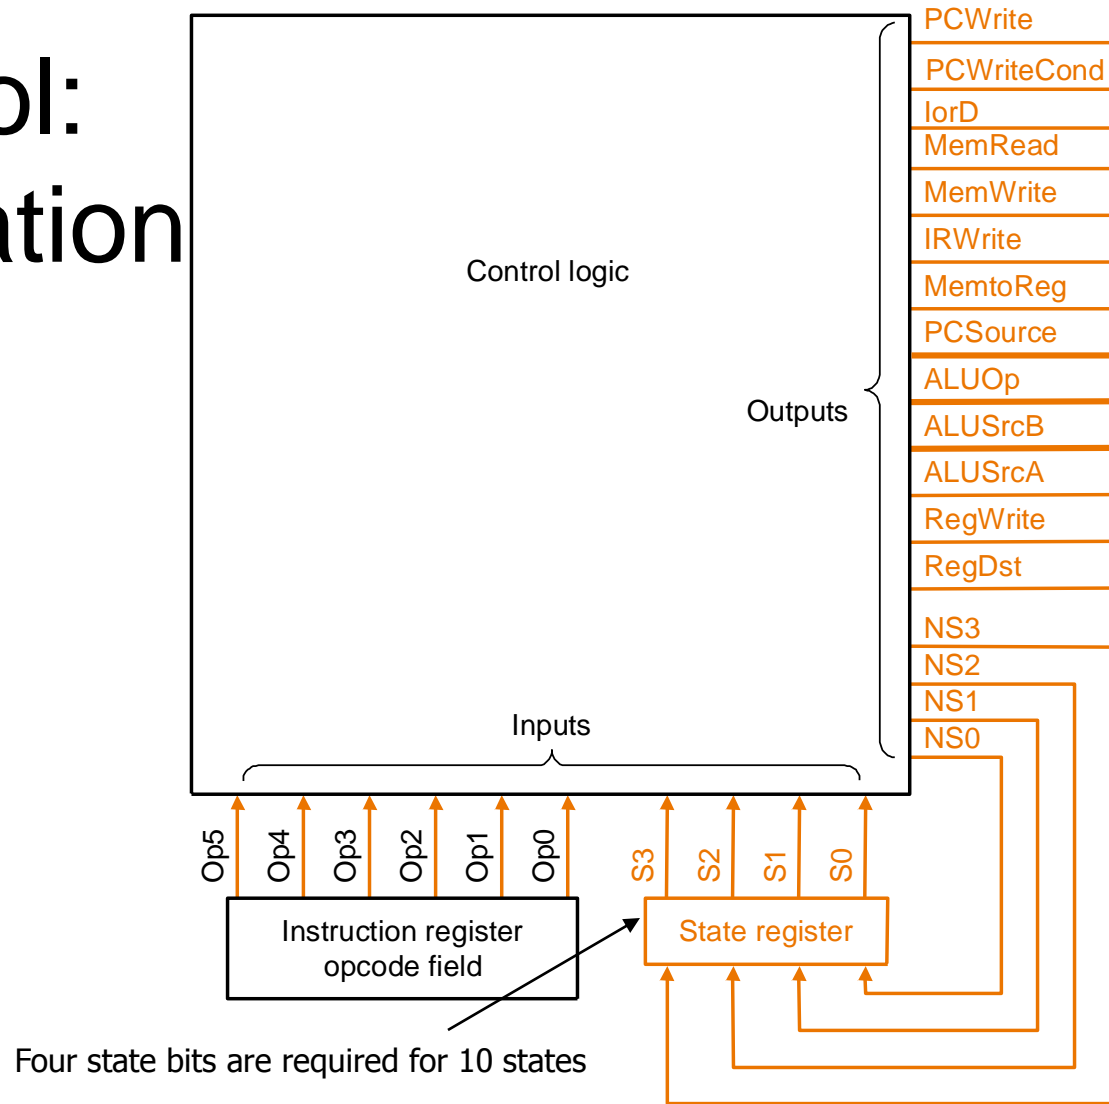 ol:
ation
Control logic
Outputs
Inputs
PCWrite
PCWriteCond
IorD
MemRead
MemWrite
IRWrite
MemtoReg
PCSource
ALUOp
ALUSrcB
ALUSrcA
RegWrite
RegDst
NS3
NS2
NS1
NS0
Op5
Op4
Op3
Op2
Op1
Op0
S3
S2
S1
S0
Instruction register
opcode field
State register
Four state bits are required for 10 states